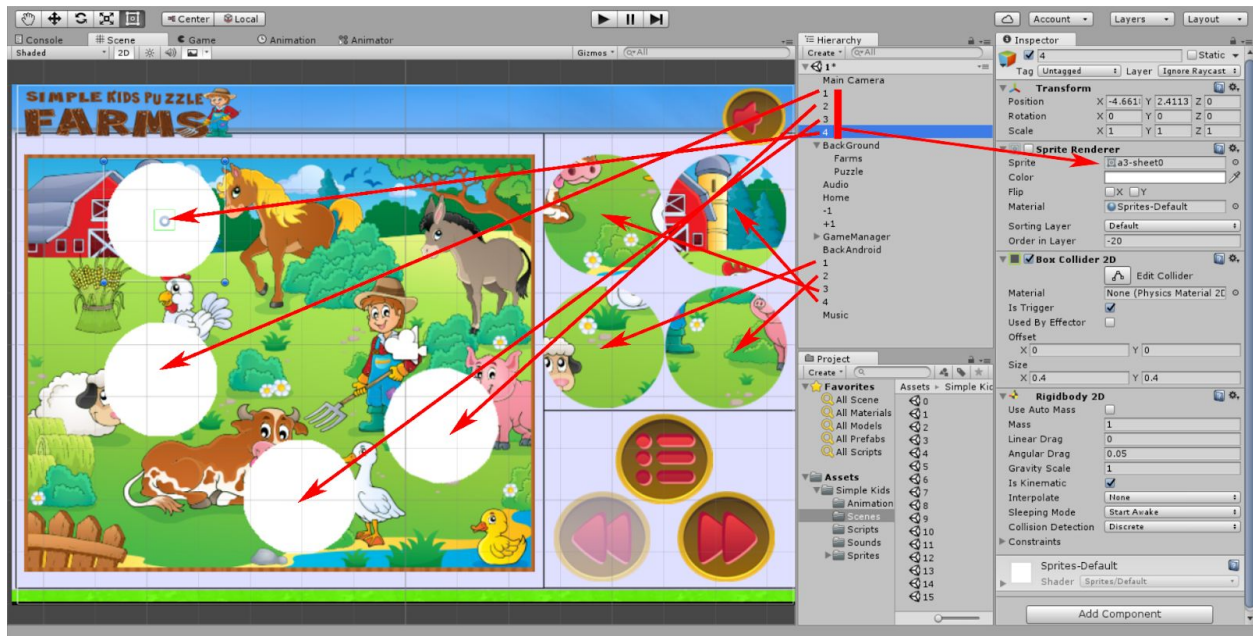 Center Local
Account Layers Layout
Console Scene Game Animation Animator
Shaded 2D Gizmos All
SIMPLE KIDS PUZZLE
FARMS
Hierarchy
Create All
1*
Main Camera
1
2
3
4
BackGround
Farms
Puzzle
Audio
Home
-1
+1
GameManager
BackAndroid
1
2
3
4
Music
Project
Create
Favorites
All Scene
All Materials
All Models
All Prefabs
All Scripts
Assets
Simple Kids
Animation
Scenes
Scripts
Sounds
Sprites
Assets Simple Kid
0
1
2
3
4
5
6
7
8
9
10
11
12
13
14
15
Inspector
4 Static
Tag Untagged Layer Ignore Raycast
Transform
Position X -4.661 Y 2.4113 Z 0
Rotation X 0 Y 0 Z 0
Scale X 1 Y 1 Z 1
Sprite Renderer
Sprite a3-sheet0
Color
Flip X Y
Material Sprites-Default
Sorting Layer Default
Order in Layer -20
Box Collider 2D
Edit Collider
Material None (Physics Material 2D
Is Trigger
Used By Effector
Offset
X 0 Y 0
Size
X 0.4 Y 0.4
Rigidbody 2D
Use Auto Mass
Mass 1
Linear Drag 0
Angular Drag 0.05
Gravity Scale 1
Is Kinematic
Interpolate None
Sleeping Mode Start Awake
Collision Detection Discrete
Constraints
Sprites-Default
Shader Sprites/Default
Add Component